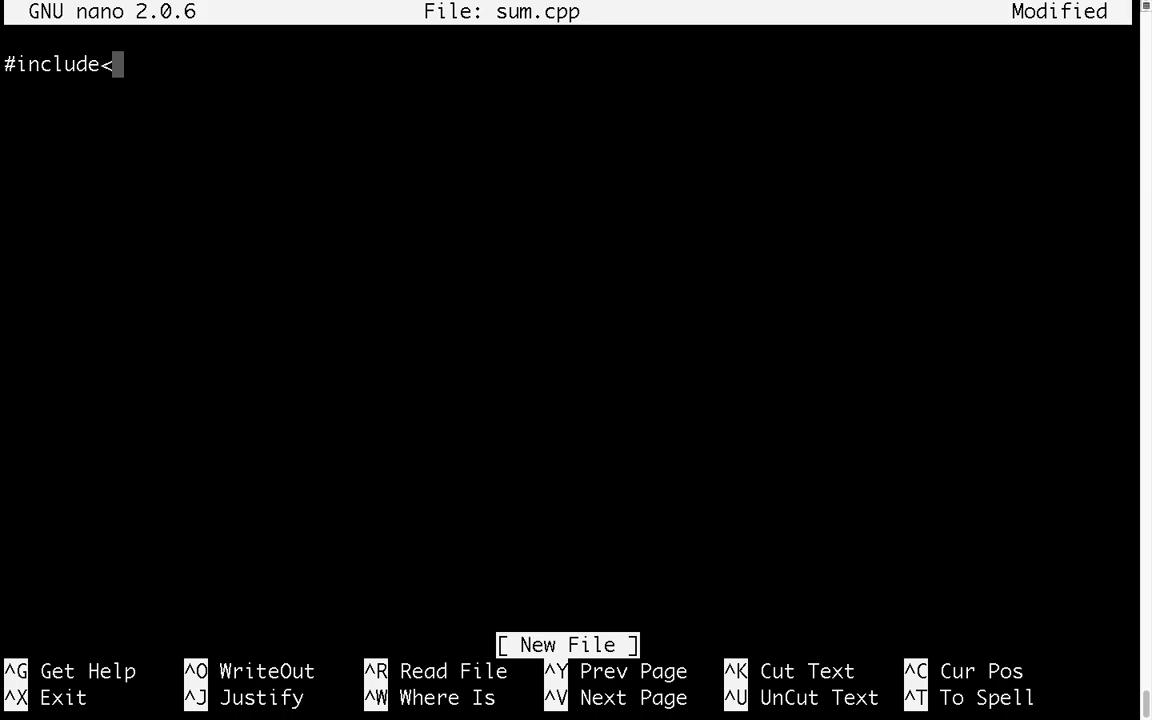 GNU nano 2.0.6 File: sum.cpp Modified
#include<
[ New File ]
^G Get Help ^O WriteOut ^R Read File ^Y Prev Page ^K Cut Text ^C Cur Pos
^X Exit ^J Justify ^W Where Is ^V Next Page ^U UnCut Text ^T To Spell